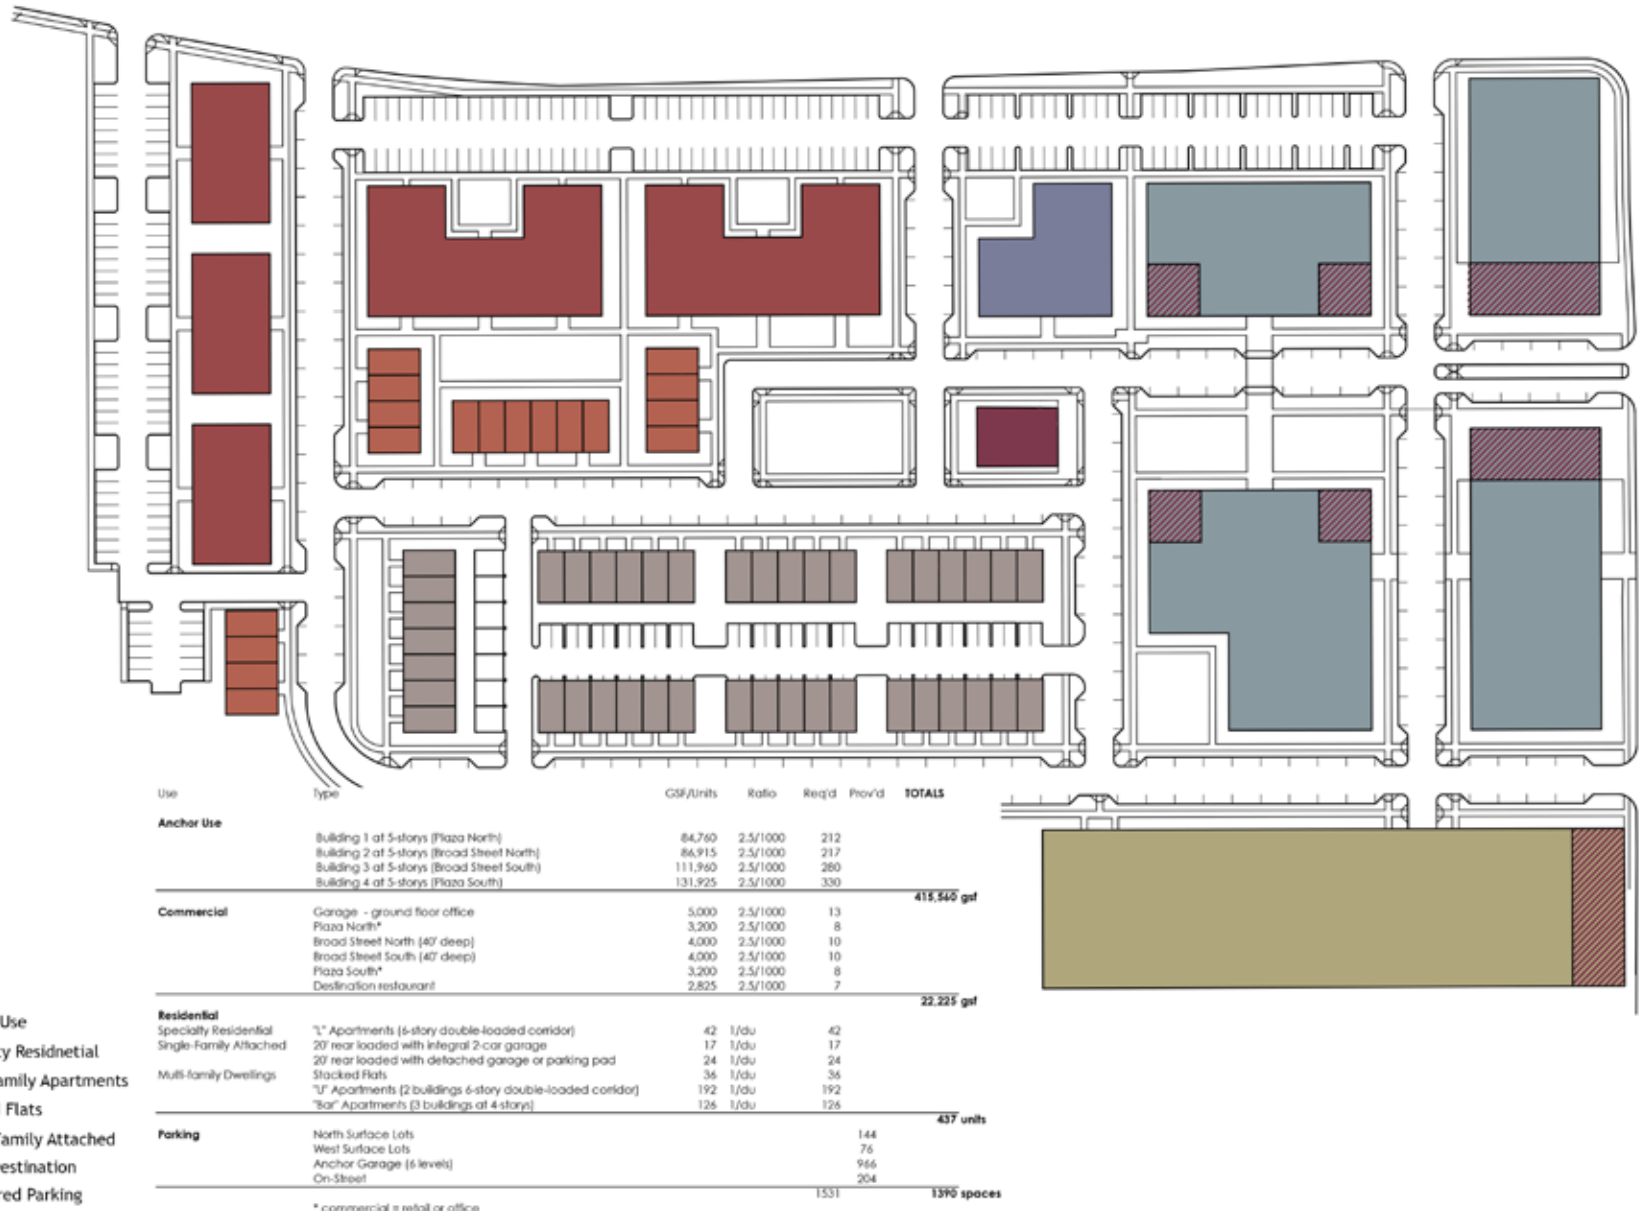 Use Type GSF/Units Ratio Req'd Prov'd TOTALS
Anchor Use
Building 1 at 5-storys (Plaza North) 84,760 2.5/1000 212
Building 2 at 5-storys (Broad Street North) 86,915 2.5/1000 217
Building 3 at 5-storys (Broad Street South) 111,960 2.5/1000 280
Building 4 at 5-storys (Plaza South) 131,925 2.5/1000 330
415,560 gsf
Commercial Garage - ground floor office 5,000 2.5/1000 13
Plaza North* 3,200 2.5/1000 8
Broad Street North (40' deep) 4,000 2.5/1000 10
Broad Street South (40' deep) 4,000 2.5/1000 10
Plaza South* 3,200 2.5/1000 8
Destination restaurant 2,825 2.5/1000 7
22,225 gsf
Residential
Specialty Residential "L" Apartments (6-story double-loaded corridor) 42 1/du 42
Single-Family Attached 20' rear loaded with integral 2-car garage 17 1/du 17
20' rear loaded with detached garage or parking pad 24 1/du 24
Multi-family Dwellings Stacked Flats 36 1/du 36
"U" Apartments (2 buildings 6-story double-loaded corridor) 192 1/du 192
"Bar" Apartments (3 buildings at 4-storys) 126 1/du 126
437 units
Parking North Surface Lots 144
West Surface Lots 76
Anchor Garage (6 levels) 966
On-Street 204
1531 1390 spaces
* commercial = retail or office
Use
y Residnetial
amily Apartments
Flats
amily Attached
estination
red Parking